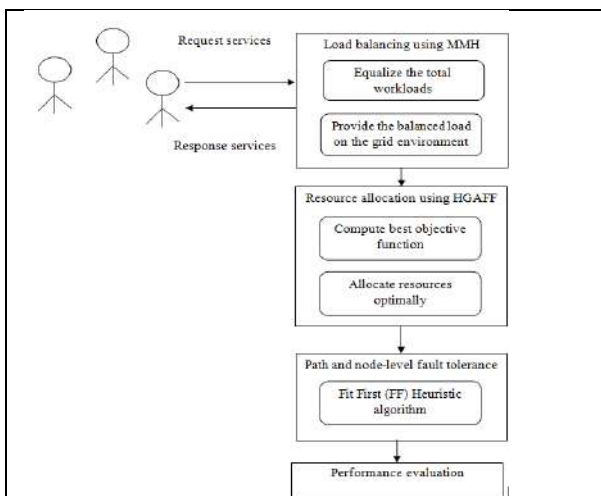 Request services
Response services
Load balancing using MMH
Equalize the total
workloads
Provide the balanced load
on the grid environment
Resource allocation using HGAFF
Compute best objective
function
Allocate resources
optimally
Path and node-level fault tolerance
Fit First (FF) Heuristic
algorithm
Performance evaluation